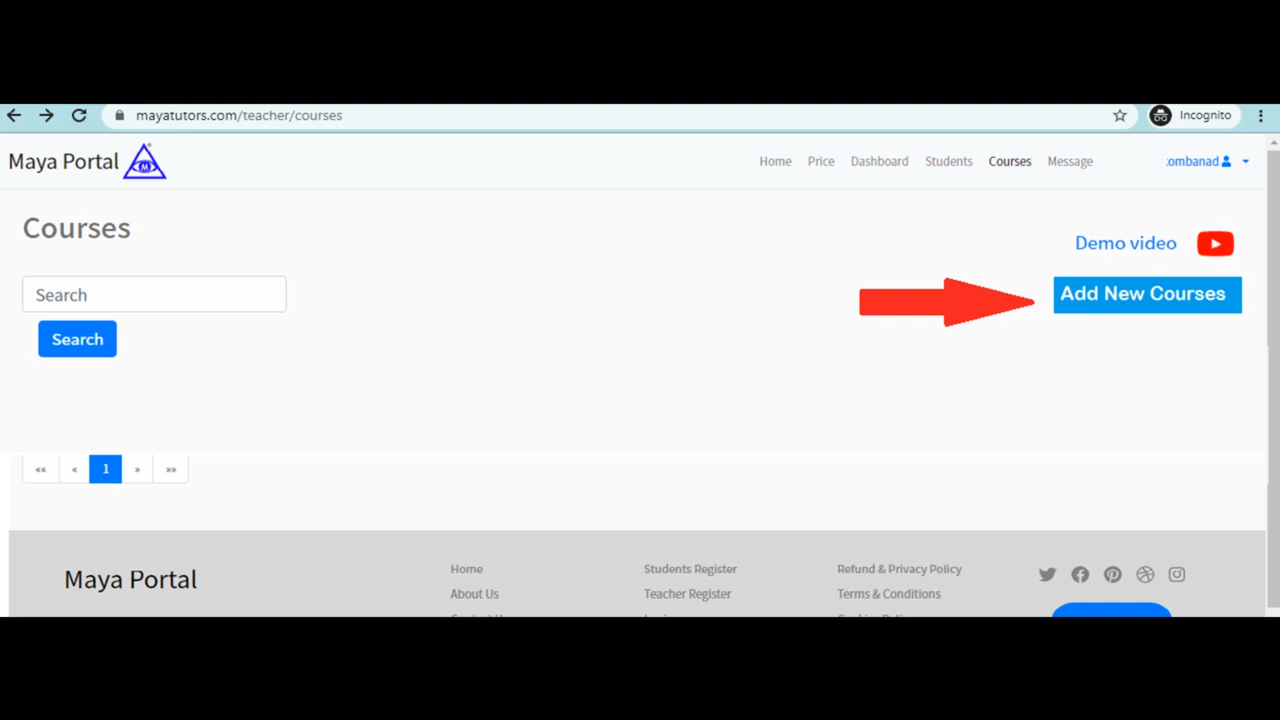 mayatutors.com/teacher/courses
Incognito
Maya Portal
M
Home Price Dashboard Students Courses Message
ombanad
Courses
Demo video
Search
Add New Courses
Search
«« « 1 » »»
Maya Portal
Home
About Us
Students Register
Teacher Register
Refund & Privacy Policy
Terms & Conditions